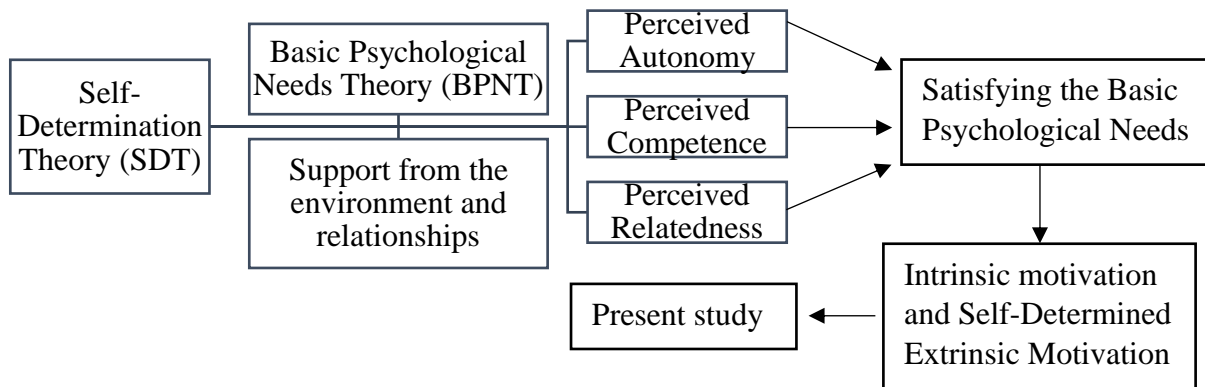 Self-
Determination
Theory (SDT)
Basic Psychological
Needs Theory (BPNT)
Support from the
environment and
relationships
Perceived
Autonomy
Perceived
Competence
Perceived
Relatedness
Satisfying the Basic
Psychological Needs
Intrinsic motivation
and Self-Determined
Extrinsic Motivation
Present study